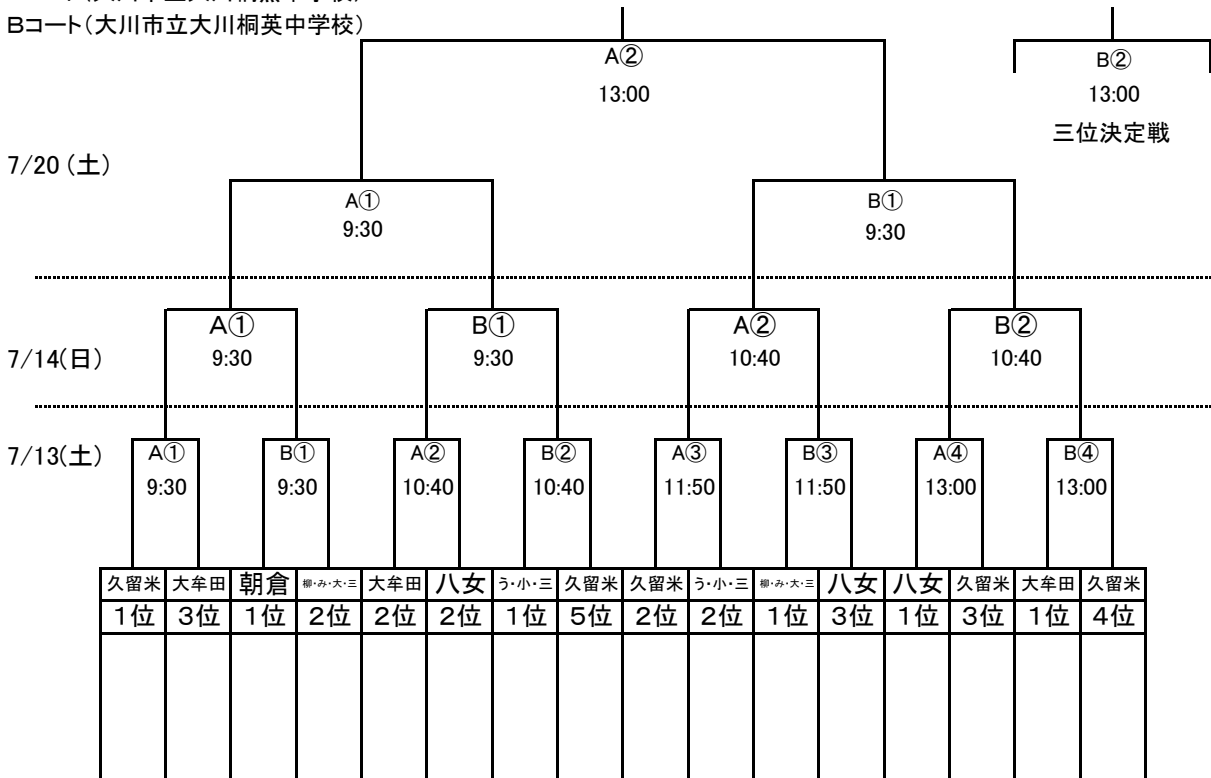 Bコート(大川市立大川桐英中学校)
A②
13:00
B②
13:00
三位決定戦
7/20 (土)
A①
9:30
B①
9:30
7/14(日)
A①
9:30
B①
9:30
A②
10:40
B②
10:40
7/13(土)
A① B① A② B② A③ B③ A④ B④
9:30 9:30 10:40 10:40 11:50 11:50 13:00 13:00
久留米 大牟田 朝倉 柳・み・大・三 大牟田 八女 う・小・三 久留米 久留米 う・小・三 柳・み・大・三 八女 八女 久留米 大牟田 久留米
1位 3位 1位 2位 2位 2位 1位 5位 2位 2位 1位 3位 1位 3位 1位 4位